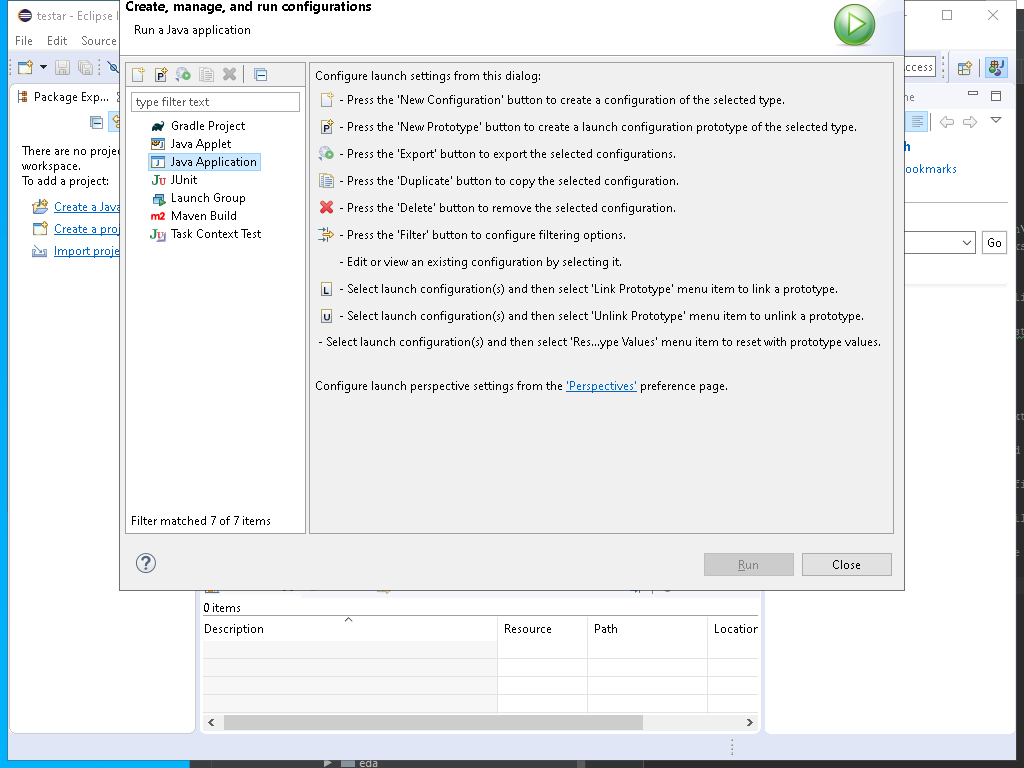 Create, manage, and run configurations
testar - Eclipse
Run a Java application
File Edit Source
Package Exp...
type filter text
Gradle Project
Java Applet
Java Application
JUnit
Launch Group
Maven Build
Task Context Test
Filter matched 7 of 7 items
There are no
workspace.
To add a project:
Create a
Create a
Import
Configure launch settings from this dialog:
- Press the 'New Configuration' button to create a configuration of the selected type.
- Press the 'New Prototype' button to create a launch configuration prototype of the selected type.
- Press the 'Export' button to export the selected configurations.
- Press the 'Duplicate' button to copy the selected configuration.
- Press the 'Delete' button to remove the selected configuration.
- Press the 'Filter' button to configure filtering options.
- Edit or view an existing configuration by selecting it.
L - Select launch configuration(s) and then select 'Link Prototype' menu item to link a prototype.
U - Select launch configuration(s) and then select 'Unlink Prototype' menu item to unlink a prototype.
- Select launch configuration(s) and then select 'Res...ype Values' menu item to reset with prototype values.
Configure launch perspective settings from the 'Perspectives' preference page.
Run Close
ccess
ookmarks
Go
0 items
Description Resource Path Location
eda